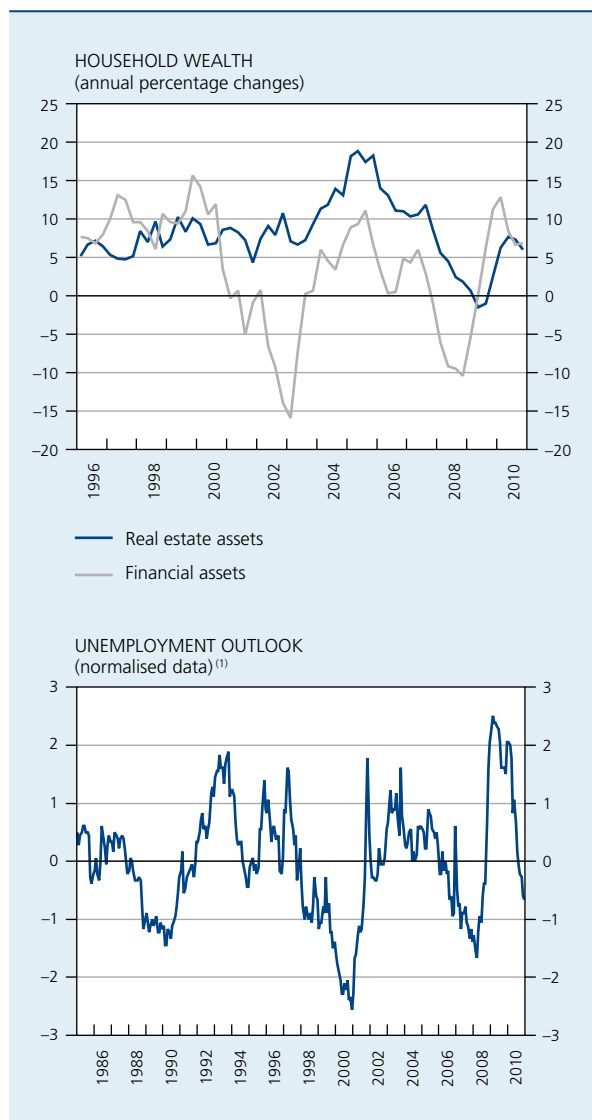 HOUSEHOLD WEALTH
(annual percentage changes)
25 25
20 20
15 15
10 10
5 5
0 0
–5 –5
–10 –10
–15 –15
–20 –20
1996 1998 2000 2002 2004 2006 2008 2010
Real estate assets
Financial assets
UNEMPLOYMENT OUTLOOK
(normalised data) (1)
3 3
2 2
1 1
0 0
–1 –1
–2 –2
–3 –3
1986 1988 1990 1992 1994 1996 1998 2000 2002 2004 2006 2008 2010